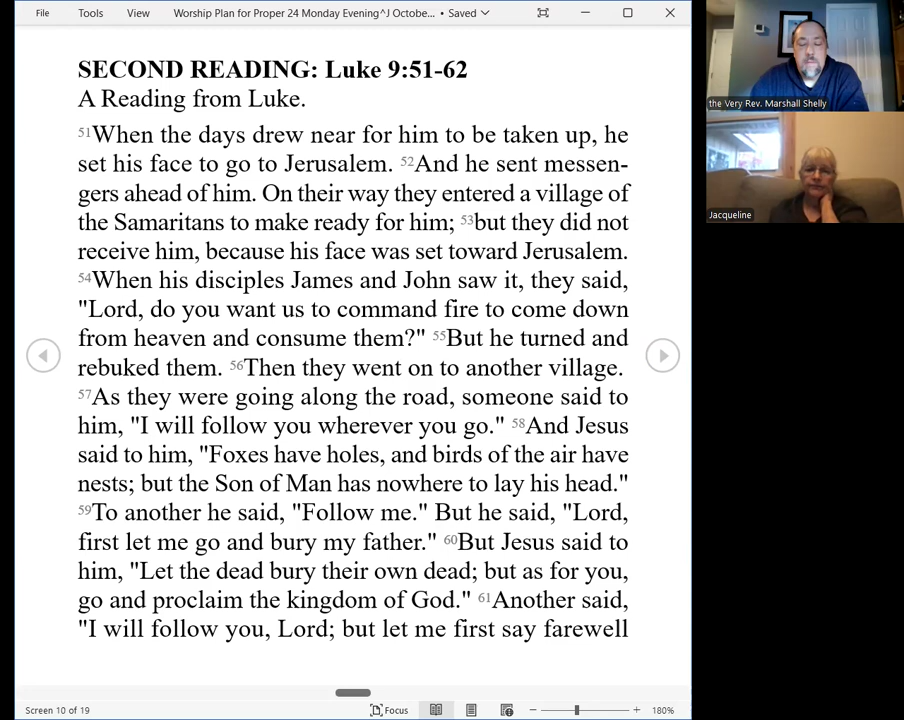 File Tools View Worship Plan for Proper 24 Monday Evening^J Octobe... • Saved
SECOND READING: Luke 9:51-62
A Reading from Luke.
51When the days drew near for him to be taken up, he
set his face to go to Jerusalem. 52And he sent messen-
gers ahead of him. On their way they entered a village of
the Samaritans to make ready for him; 53but they did not
receive him, because his face was set toward Jerusalem.
54When his disciples James and John saw it, they said,
"Lord, do you want us to command fire to come down
from heaven and consume them?" 55But he turned and
rebuked them. 56Then they went on to another village.
57As they were going along the road, someone said to
him, "I will follow you wherever you go." 58And Jesus
said to him, "Foxes have holes, and birds of the air have
nests; but the Son of Man has nowhere to lay his head."
59To another he said, "Follow me." But he said, "Lord,
first let me go and bury my father." 60But Jesus said to
him, "Let the dead bury their own dead; but as for you,
go and proclaim the kingdom of God." 61Another said,
"I will follow you, Lord; but let me first say farewell
Screen 10 of 19 Focus 180%
the Very Rev. Marshall Shelly
Jacqueline